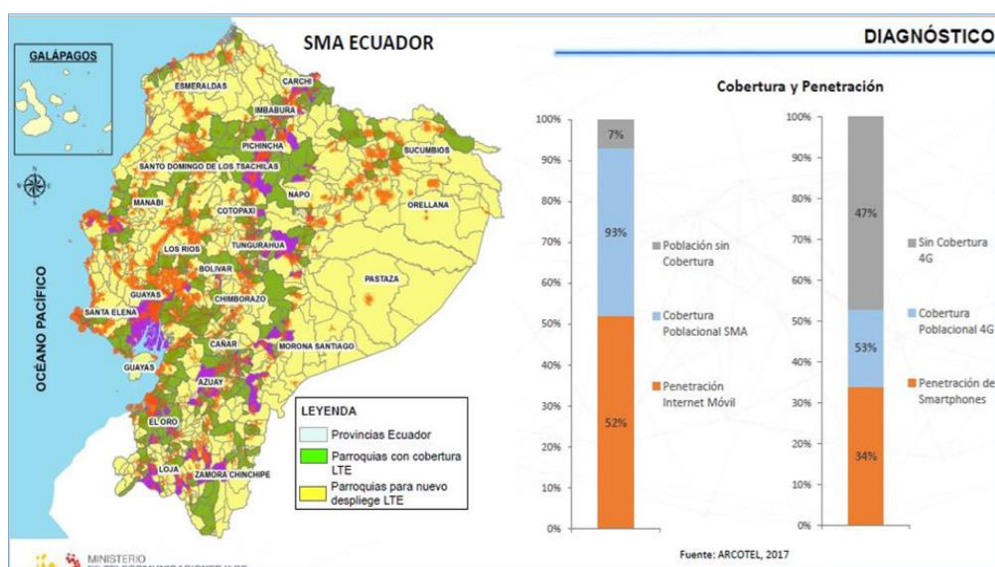 SMA ECUADOR
DIAGNÓSTICO
GALÁPAGOS
ESMERALDAS
CARCHI
IMBABURA
PICHINCHA
SUCUMBIOS
SANTO DOMINGO DE LOS TSACHILAS
NAPO
ORELLANA
MANABI
COTOPAXI
LOS RIOS
TUNGURAHUA
BOLIVAR
PASTAZA
GUAYAS
CHIMBORAZO
SANTA ELENA
CAÑAR
MORONA SANTIAGO
GUAYAS
AZUAY
EL ORO
LOJA
ZAMORA CHINCHIPE
OCÉANO PACÍFICO
LEYENDA
Provincias Ecuador
Parroquias con cobertura
LTE
Parroquias para nuevo
despliege LTE
MINISTERIO
Cobertura y Penetración
100%
90%
80%
70%
60%
50%
40%
30%
20%
10%
0%
7%
93%
52%
Población sin
Cobertura
Cobertura
Poblacional SMA
Penetración
Internet Móvil
100%
90%
80%
70%
60%
50%
40%
30%
20%
10%
0%
47%
53%
34%
Sin Cobertura
4G
Cobertura
Poblacional 4G
Penetración de
Smartphones
Fuente: ARCOTEL, 2017